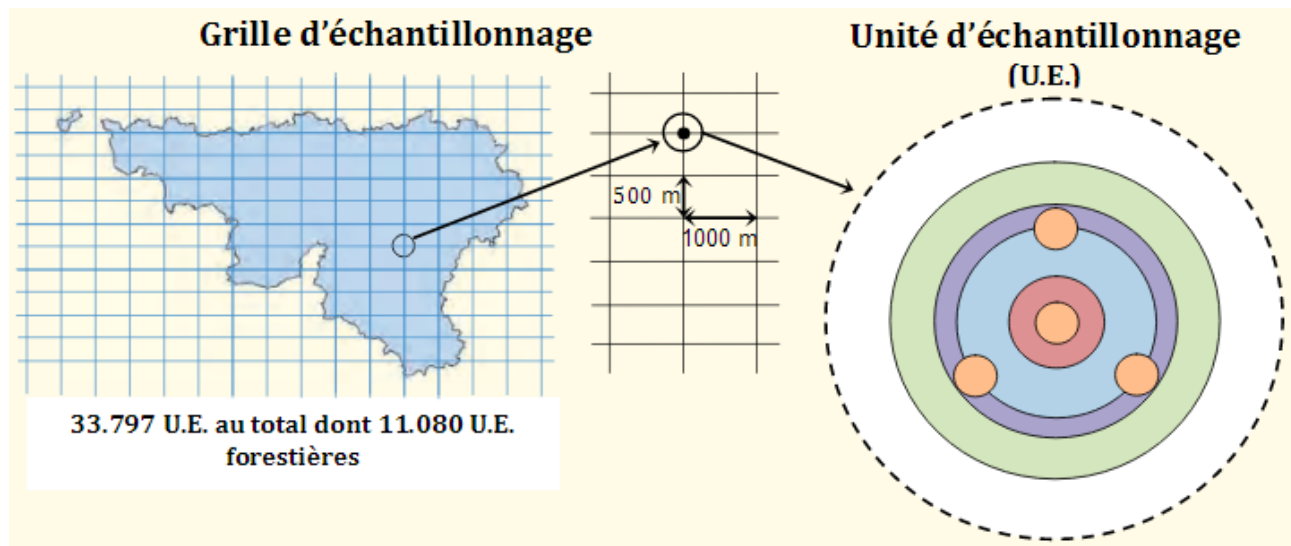 Grille d'échantillonnage
Unité d'échantillonnage
(U.E.)
500 m
1000 m
33.797 U.E. au total dont 11.080 U.E.
forestières